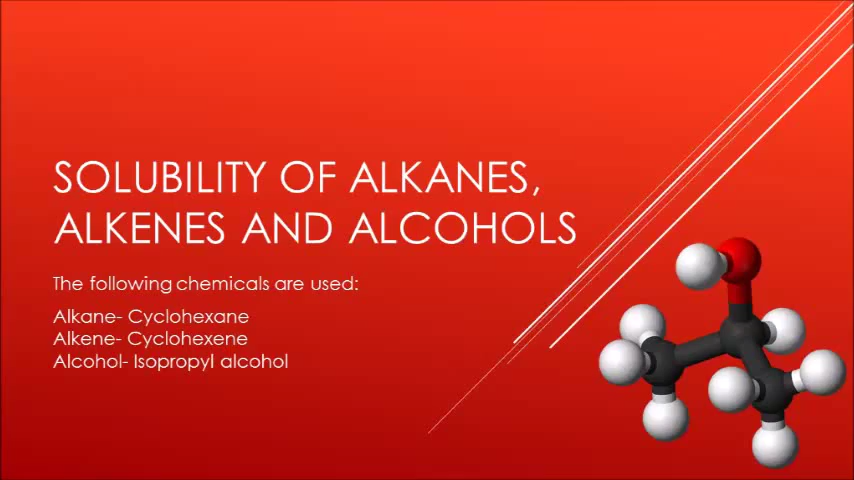 SOLUBILITY OF ALKANES,
ALKENES AND ALCOHOLS
The following chemicals are used:
Alkane- Cyclohexane
Alkene- Cyclohexene
Alcohol- Isopropyl alcohol